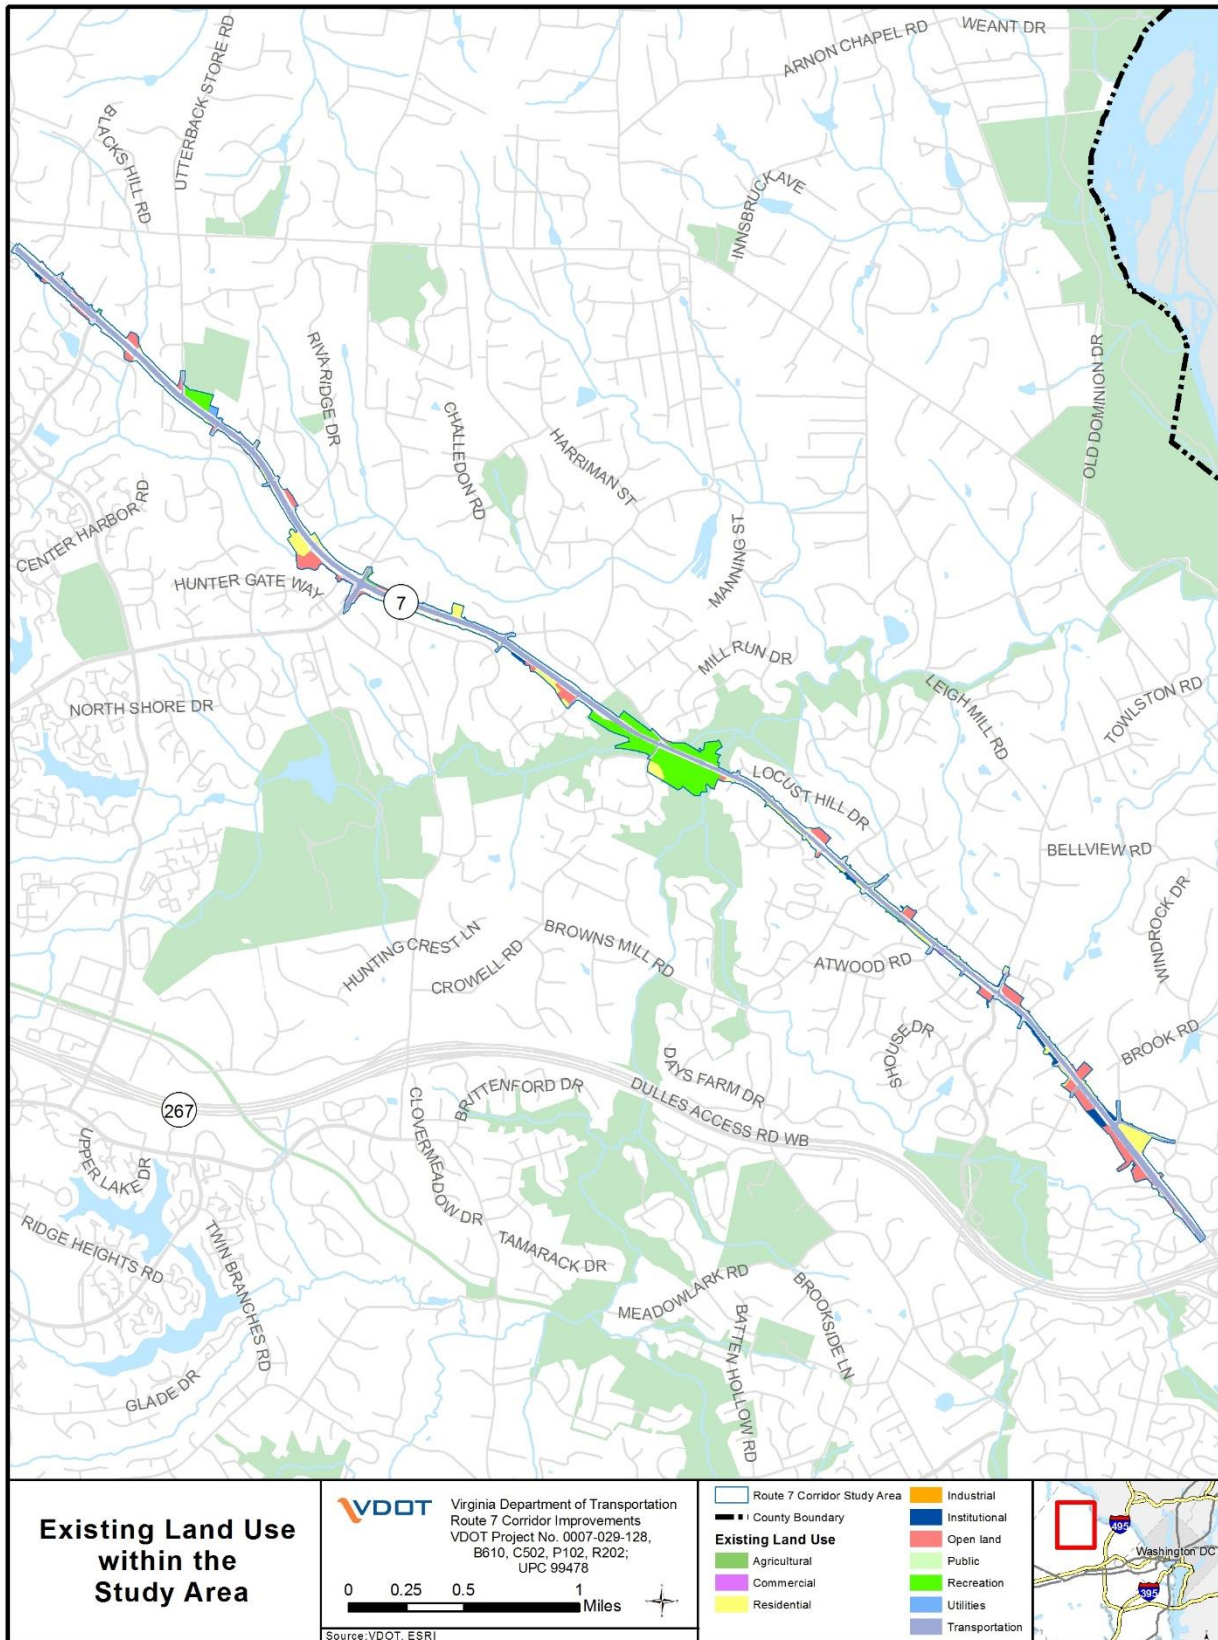 WEANT DR
ARNON CHAPEL RD
UTTERBACK STORE RD
BLACKS HILL RD
INNSBRUCK AVE
OLD DOMINION DR
RIVA RIDGE DR
CHALLEDON RD
HARRIMAN ST
CENTER HARBOR RD
MANNING ST
HUNTER GATE WAY
7
MILL RUN DR
LEIGH MILL RD
TOWLSTON RD
NORTH SHORE DR
LOCUST HILL DR
BELLVIEW RD
WINDROCK DR
HUNTING CREST LN
CROWELL RD
BROWNS MILL RD
ATWOOD RD
SHOUSE DR
BROOK RD
DAYS FARM DR
BRITTENFORD DR
DULLES ACCESS RD WB
267
CLOVERMEADOW DR
UPPER LAKE DR
RIDGE HEIGHTS RD
TWIN BRANCHES RD
TAMARACK DR
MEADOWLARK RD
BROOKSIDE LN
BATTEN HOLLOW RD
GLADE DR
Existing Land Use
within the
Study Area
VDOT
Virginia Department of Transportation
Route 7 Corridor Improvements
VDOT Project No. 0007-029-128,
B610, C502, P102, R202;
UPC 99478
0 0.25 0.5 1
Miles
Source:VDOT, ESRI
Route 7 Corridor Study Area
County Boundary
Existing Land Use
Agricultural
Commercial
Residential
Industrial
Institutional
Open land
Public
Recreation
Utilities
Transportation
495
Washington DC
395